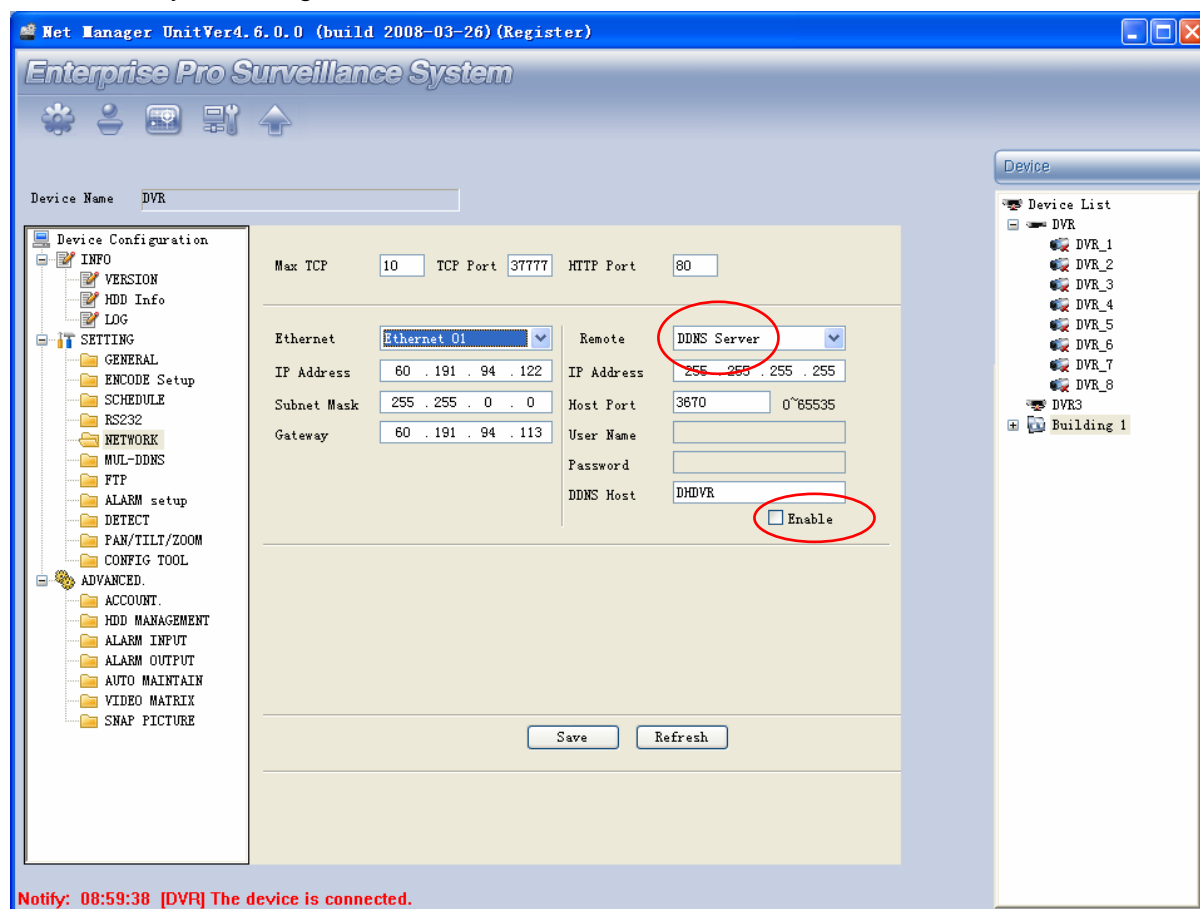 Net Manager UnitVer4.6.0.0 (build 2008-03-26)(Register)
Enterprise Pro Surveillance System
Device
Device Name DVR
Device List
DVR
DVR_1
DVR_2
DVR_3
DVR_4
DVR_5
DVR_6
DVR_7
DVR_8
DVR3
Building 1
Device Configuration
INFO
VERSION
HDD Info
LOG
SETTING
GENERAL
ENCODE Setup
SCHEDULE
RS232
NETWORK
MUL-DDNS
FTP
ALARM setup
DETECT
PAN/TILT/ZOOM
CONFIG TOOL
ADVANCED.
ACCOUNT.
HDD MANAGEMENT
ALARM INPUT
ALARM OUTPUT
AUTO MAINTAIN
VIDEO MATRIX
SNAP PICTURE
Max TCP 10 TCP Port 37777 HTTP Port 80
Ethernet Ethernet 01 Remote DDNS Server
IP Address 60 . 191 . 94 . 122 IP Address 255 . 255 . 255 . 255
Subnet Mask 255 . 255 . 0 . 0 Host Port 3670 0~65535
Gateway 60 . 191 . 94 . 113 User Name
Password
DDNS Host DHDVR
Enable
Save Refresh
Notify: 08:59:38 [DVR] The device is connected.